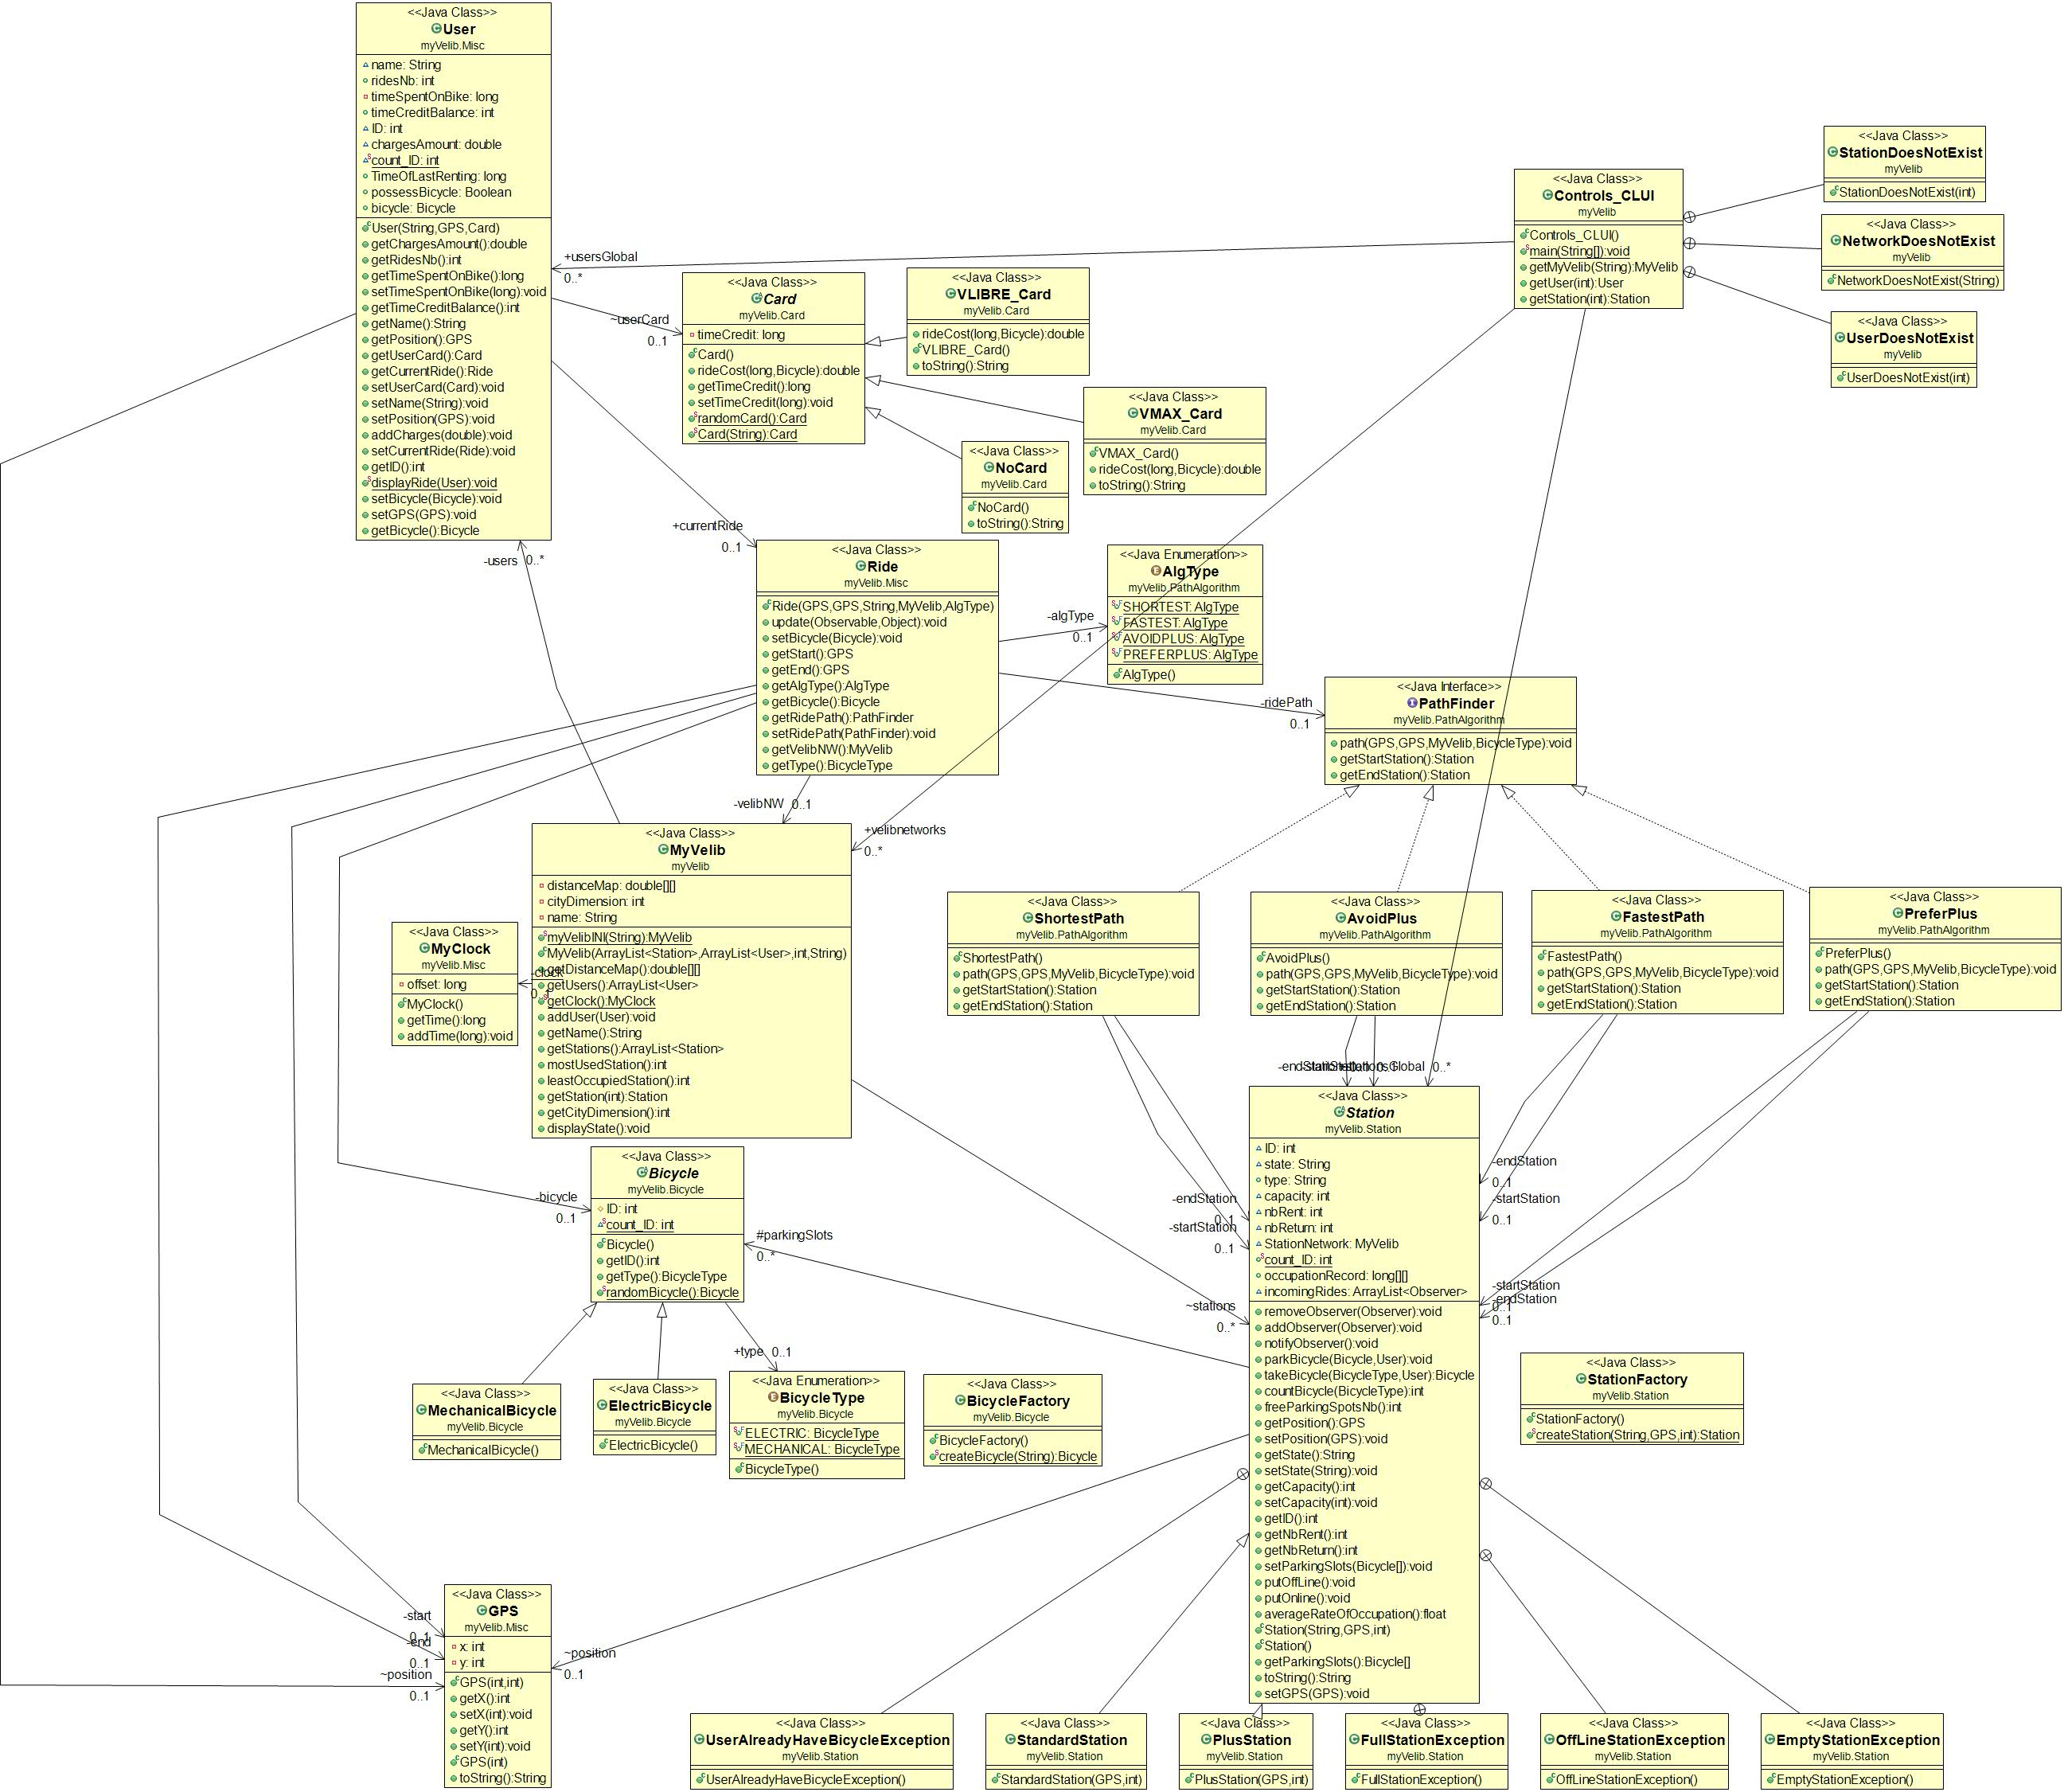 <<Java Class>>
User
myVelib.Misc
name: String
ridesNb: int
timeSpentOnBike: long
timeCreditBalance: int
ID: int
chargesAmount: double
count_ID: int
TimeOfLastRenting: long
possessBicycle: Boolean
bicycle: Bicycle
User(String,GPS,Card)
getChargesAmount():double
getRidesNb():int
getTimeSpentOnBike():long
setTimeSpentOnBike(long):void
getTimeCreditBalance():int
getName():String
getPosition():GPS
getUserCard():Card
getCurrentRide():Ride
setUserCard(Card):void
setName(String):void
setPosition(GPS):void
addCharges(double):void
setCurrentRide(Ride):void
getID():int
displayRide(User):void
setBicycle(Bicycle):void
setGPS(GPS):void
getBicycle():Bicycle
<<Java Class>>
StationDoesNotExist
myVelib
StationDoesNotExist(int)
<<Java Class>>
Controls_CLUI
myVelib
Controls_CLUI()
main(String[]):void
getMyVelib(String):MyVelib
getUser(int):User
getStation(int):Station
<<Java Class>>
NetworkDoesNotExist
myVelib
NetworkDoesNotExist(String)
<<Java Class>>
UserDoesNotExist
myVelib
UserDoesNotExist(int)
+usersGlobal
0..*
~userCard
0..1
<<Java Class>>
Card
myVelib.Card
timeCredit: long
Card()
rideCost(long,Bicycle):double
getTimeCredit():long
setTimeCredit(long):void
randomCard():Card
Card(String):Card
<<Java Class>>
VLIBRE_Card
myVelib.Card
rideCost(long,Bicycle):double
VLIBRE_Card()
toString():String
<<Java Class>>
VMAX_Card
myVelib.Card
VMAX_Card()
rideCost(long,Bicycle):double
toString():String
<<Java Class>>
NoCard
myVelib.Card
NoCard()
toString():String
+currentRide
0..1
-users
0..*
<<Java Class>>
Ride
myVelib.Misc
Ride(GPS,GPS,String,MyVelib,AlgType)
update(Observable,Object):void
setBicycle(Bicycle):void
getStart():GPS
getEnd():GPS
getAlgType():AlgType
getBicycle():Bicycle
getRidePath():PathFinder
setRidePath(PathFinder):void
getVelibNW():MyVelib
getType():BicycleType
-algType
0..1
<<Java Enumeration>>
AlgType
myVelib.PathAlgorithm
SHORTEST: AlgType
FASTEST: AlgType
AVOIDPLUS: AlgType
PREFERPLUS: AlgType
AlgType()
-ridePath
0..1
<<Java Interface>>
PathFinder
myVelib.PathAlgorithm
path(GPS,GPS,MyVelib,BicycleType):void
getStartStation():Station
getEndStation():Station
-velibNW
0..1
+velibnetworks
0..*
<<Java Class>>
MyVelib
myVelib
distanceMap: double[][]
cityDimension: int
name: String
myVelibINI(String):MyVelib
MyVelib(ArrayList<Station>,ArrayList<User>,int,String)
getDistanceMap():double[][]
getUsers():ArrayList<User>
getClock():MyClock
addUser(User):void
getName():String
getStations():ArrayList<Station>
mostUsedStation():int
leastOccupiedStation():int
getStation(int):Station
getCityDimension():int
displayState():void
<<Java Class>>
MyClock
myVelib.Misc
offset: long
MyClock()
getTime():long
addTime(long):void
-clock
0..1
<<Java Class>>
ShortestPath
myVelib.PathAlgorithm
ShortestPath()
path(GPS,GPS,MyVelib,BicycleType):void
getStartStation():Station
getEndStation():Station
<<Java Class>>
AvoidPlus
myVelib.PathAlgorithm
AvoidPlus()
path(GPS,GPS,MyVelib,BicycleType):void
getStartStation():Station
getEndStation():Station
<<Java Class>>
FastestPath
myVelib.PathAlgorithm
FastestPath()
path(GPS,GPS,MyVelib,BicycleType):void
getStartStation():Station
getEndStation():Station
<<Java Class>>
PreferPlus
myVelib.PathAlgorithm
PreferPlus()
path(GPS,GPS,MyVelib,BicycleType):void
getStartStation():Station
getEndStation():Station
0..*
<<Java Class>>
Station
myVelib.Station
ID: int
state: String
type: String
capacity: int
nbRent: int
nbReturn: int
StationNetwork: MyVelib
count_ID: int
occupationRecord: long[][]
incomingRides: ArrayList<Observer>
removeObserver(Observer):void
addObserver(Observer):void
notifyObserver():void
parkBicycle(Bicycle,User):void
takeBicycle(BicycleType,User):Bicycle
countBicycle(BicycleType):int
freeParkingSpotsNb():int
getPosition():GPS
setPosition(GPS):void
getState():String
setState(String):void
getCapacity():int
setCapacity(int):void
getID():int
getNbRent():int
getNbReturn():int
setParkingSlots(Bicycle[]):void
putOffLine():void
putOnline():void
averageRateOfOccupation():float
Station(String,GPS,int)
Station()
getParkingSlots():Bicycle[]
toString():String
setGPS(GPS):void
-endStation
0..1
-startStation
0..1
-endStation
0..1
-startStation
0..1
-startStation
0..1
-endStation
0..1
~stations
0..*
<<Java Class>>
Bicycle
myVelib.Bicycle
ID: int
count_ID: int
Bicycle()
getID():int
getType():BicycleType
randomBicycle():Bicycle
-bicycle
0..1
#parkingSlots
0..*
+type
0..1
<<Java Class>>
MechanicalBicycle
myVelib.Bicycle
MechanicalBicycle()
<<Java Class>>
ElectricBicycle
myVelib.Bicycle
ElectricBicycle()
<<Java Enumeration>>
BicycleType
myVelib.Bicycle
ELECTRIC: BicycleType
MECHANICAL: BicycleType
BicycleType()
<<Java Class>>
BicycleFactory
myVelib.Bicycle
BicycleFactory()
createBicycle(String):Bicycle
<<Java Class>>
StationFactory
myVelib.Station
StationFactory()
createStation(String,GPS,int):Station
<<Java Class>>
GPS
myVelib.Misc
x: int
y: int
GPS(int,int)
getX():int
setX(int):void
getY():int
setY(int):void
GPS(int)
toString():String
-start
0..1
-end
0..1
~position
0..1
~position
0..1
<<Java Class>>
UserAlreadyHaveBicycleException
myVelib.Station
UserAlreadyHaveBicycleException()
<<Java Class>>
StandardStation
myVelib.Station
StandardStation(GPS,int)
<<Java Class>>
PlusStation
myVelib.Station
PlusStation(GPS,int)
<<Java Class>>
FullStationException
myVelib.Station
FullStationException()
<<Java Class>>
OffLineStationException
myVelib.Station
OffLineStationException()
<<Java Class>>
EmptyStationException
myVelib.Station
EmptyStationException()